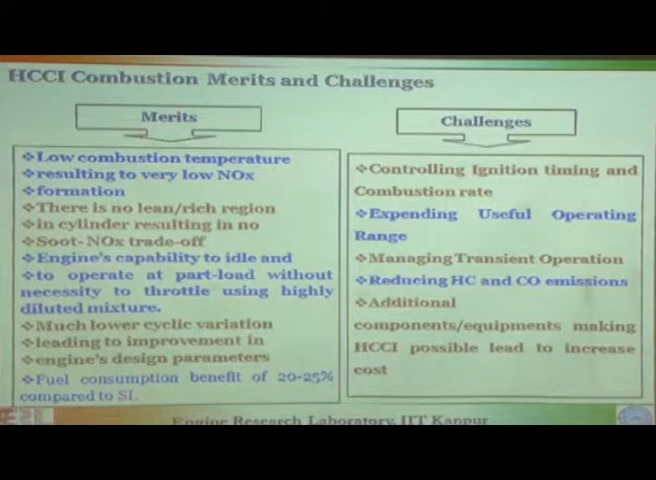 HCCI Combustion Merits and Challenges
Merits
❖Low combustion temperature
❖resulting to very low NOx
❖formation
❖There is no lean/rich region
❖in cylinder resulting in no
❖Soot- NOx trade-off
❖Engine's capability to idle and
❖to operate at part-load without
necessity to throttle using highly
diluted mixture.
❖Much lower cyclic variation
❖leading to improvement in
❖engine's design parameters
❖Fuel consumption benefit of 20-25%
compared to SI.
Challenges
❖Controlling Ignition timing and
Combustion rate
❖Expending Useful Operating
Range
❖Managing Transient Operation
❖Reducing HC and CO emissions
❖Additional
components/equipments making
HCCI possible lead to increase
cost
Engine Research Laboratory, IIT Kanpur